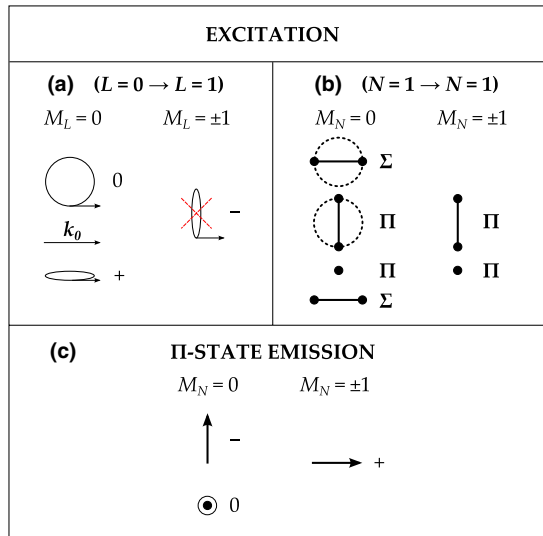 EXCITATION
(a) (L = 0 → L = 1)
M_L = 0 M_L = ±1
0
k_0
−
+
(b) (N = 1 → N = 1)
M_N = 0 M_N = ±1
Σ
Π Π
Π Π
Σ
(c) Π-STATE EMISSION
M_N = 0 M_N = ±1
−
+
0